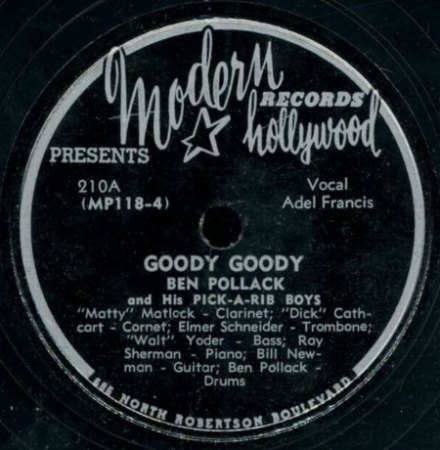 Modern
RECORDS
hollywood
PRESENTS
210A
(MP118-4)
Vocal
Adel Francis
GOODY GOODY
BEN POLLACK
and His PICK-A-RIB BOYS
"Matty" Matlock - Clarinet; "Dick" Cath-
cart - Cornet; Elmer Schneider - Trombone;
"Walt" Yoder - Bass; Ray
Sherman - Piano; Bill New-
man - Guitar; Ben Pollack -
Drums
NORTH ROBERTSON BOULEVARD